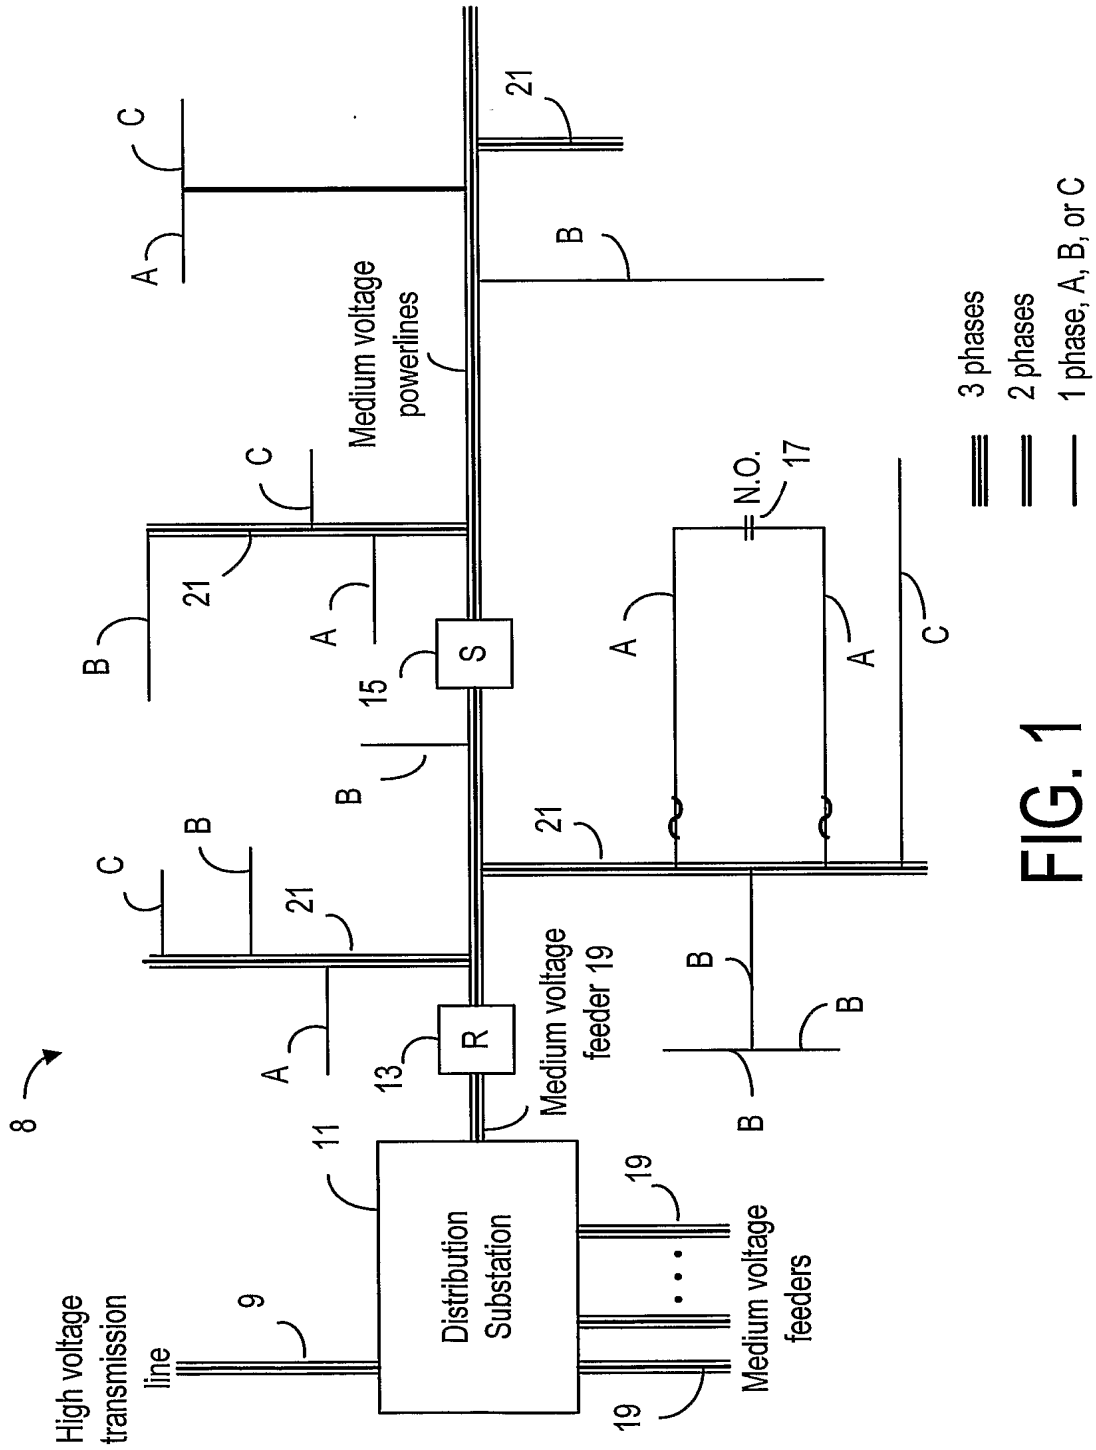 8
High voltage
transmission
line
9
11
Distribution
Substation
19
19
Medium voltage
feeders
13
R
Medium voltage
feeder 19
A
21
C
B
B
15
S
21
B
B
B
B
A
A
C
N.O.
17
B
21
A
C
Medium voltage
powerlines
A
C
B
21
3 phases
2 phases
1 phase, A, B, or C
FIG. 1